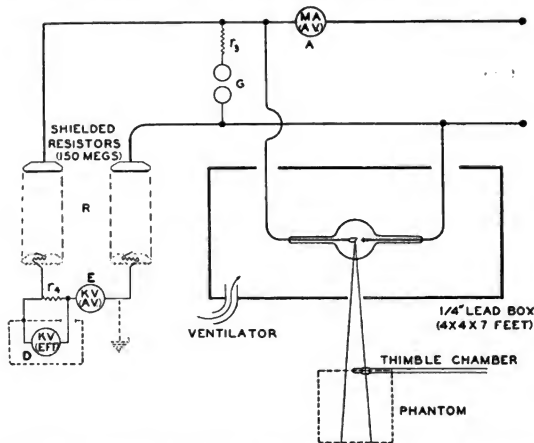 MA
(AV.)
A
r₃
G
SHIELDED
RESISTORS
(150 MEGS)
R
E
r₄
KV
(AV)
KV
(EFT)
D
VENTILATOR
1/4" LEAD BOX
(4X4X7 FEET)
THIMBLE CHAMBER
PHANTOM